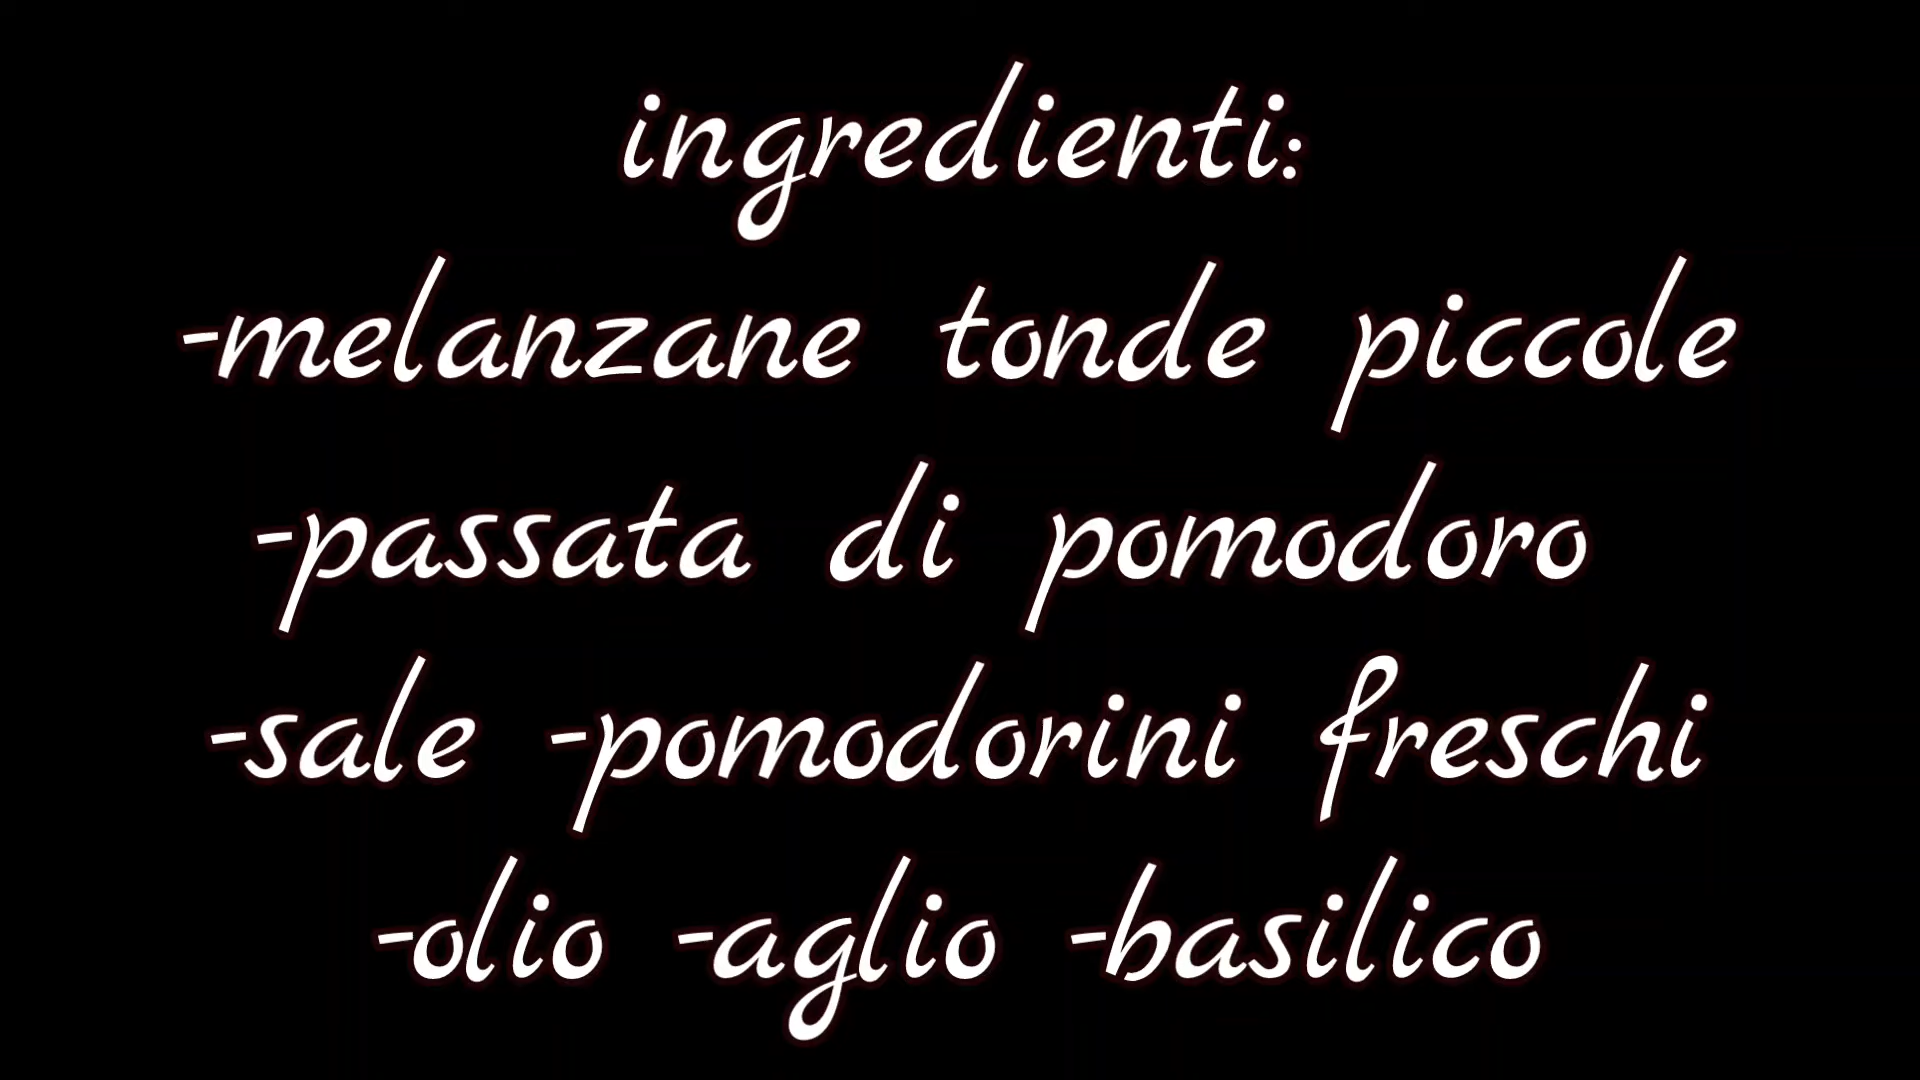 ingredienti:
-melanzane tonde piccole
-passata di pomodoro
-sale -pomodorini freschi
-olio -aglio -basilico